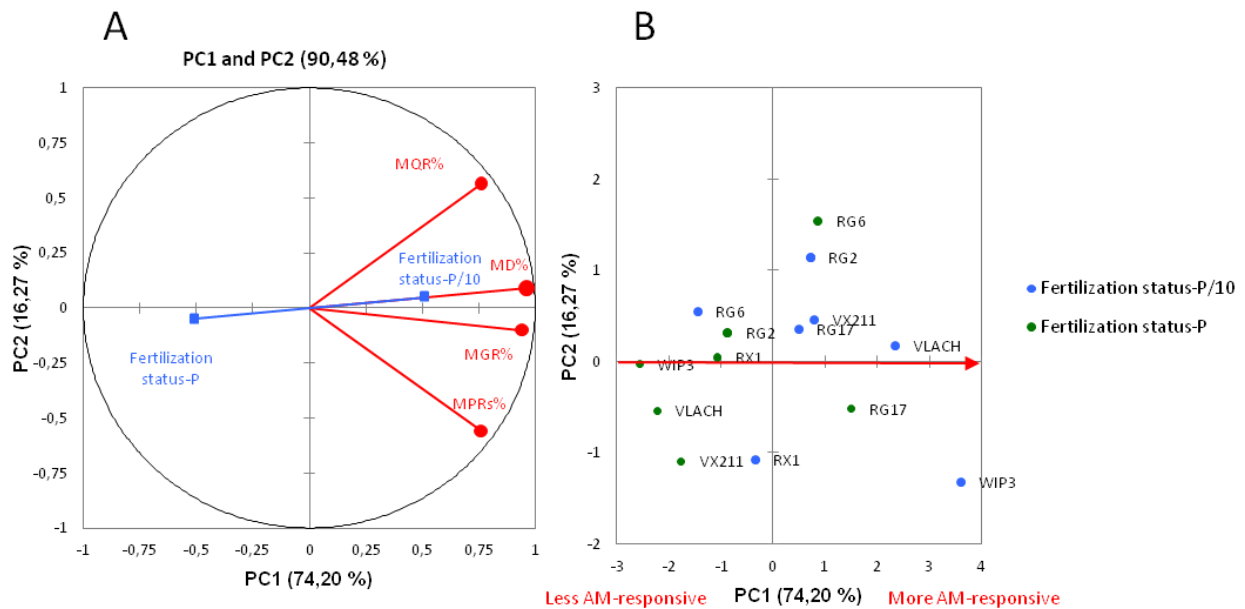 A
PC1 and PC2 (90,48 %)
1
0,75
0,5
0,25
0
-0,25
-0,5
-0,75
-1
PC2 (16,27 %)
MQR%
Fertilization
status-P/10
MD%
MGR%
MPRs%
Fertilization
status-P
-1
-0,75
-0,5
0
0,5
0,75
1
PC1 (74,20 %)
B
3
2
1
0
-1
-2
PC2 (16,27 %)
RG6
RG2
RG6
VX211
RG17
RG2
VLACH
RX1
WIP3
VLACH
RG17
VX211
RX1
WIP3
-3
-2
-1
0
1
2
3
4
Less AM-responsive
PC1 (74,20 %)
More AM-responsive
Fertilization status-P/10
Fertilization status-P